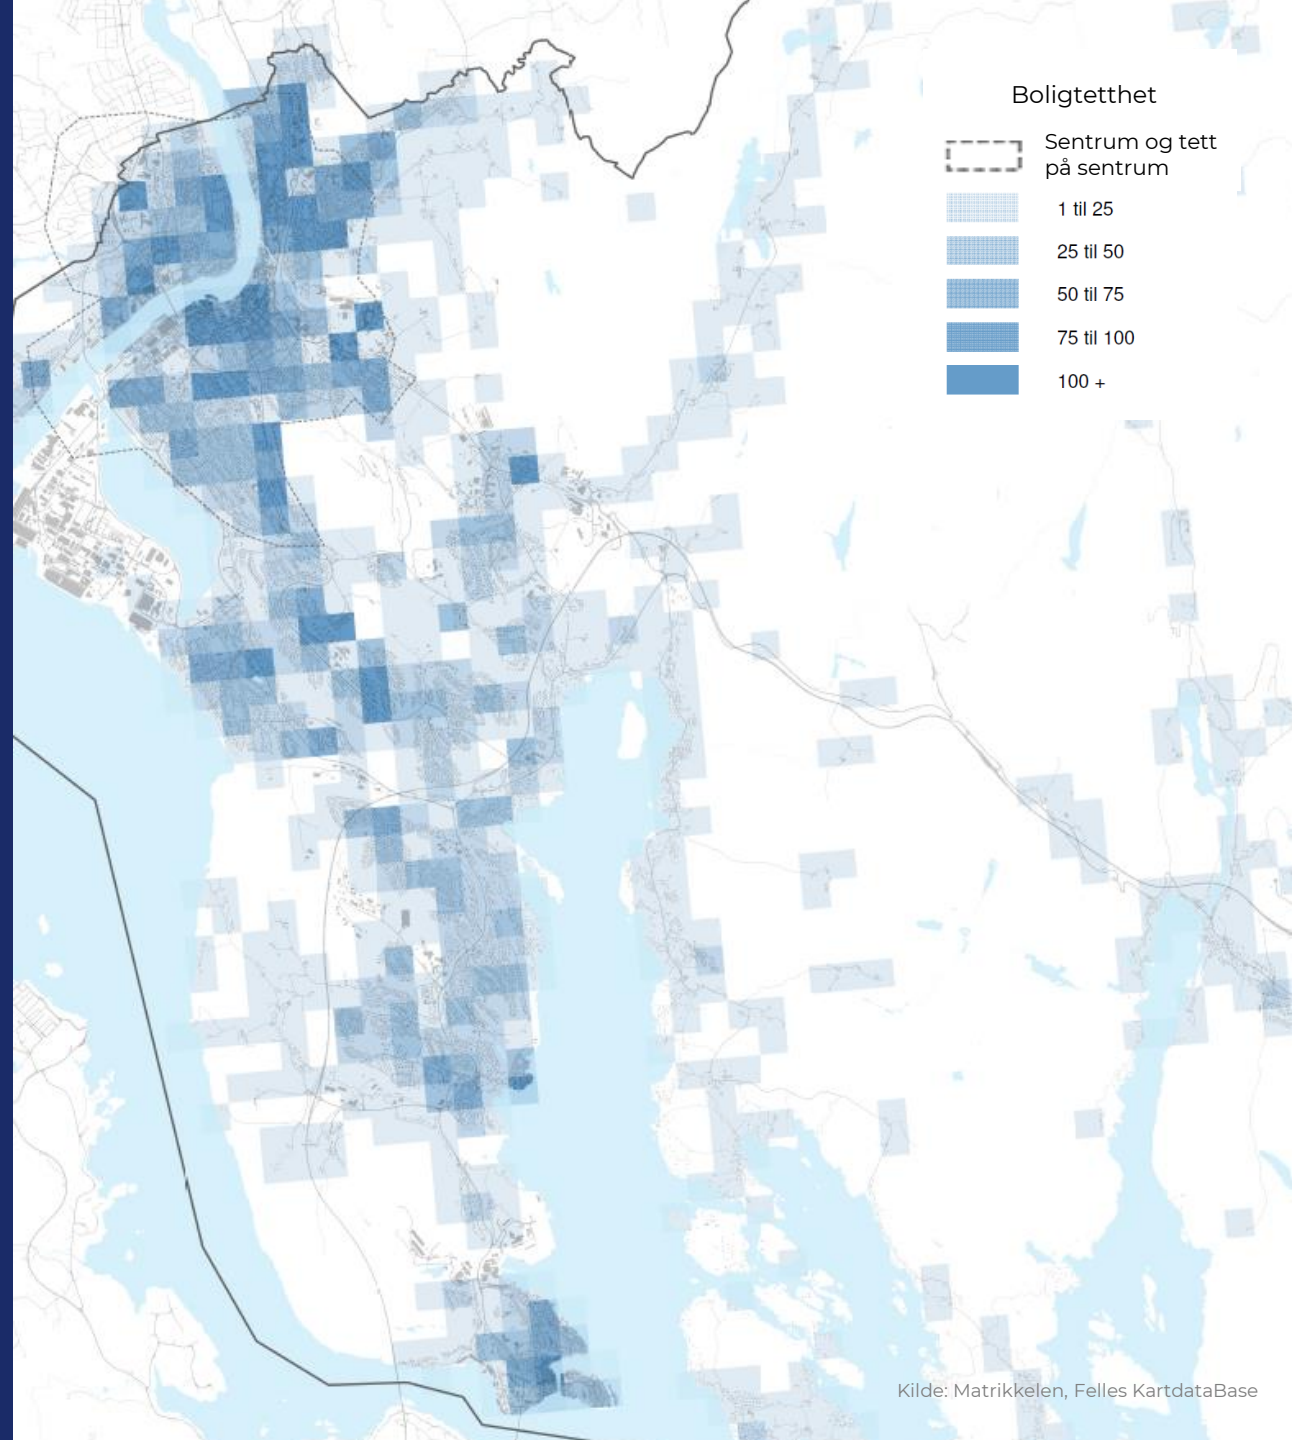 Boligtetthet
Sentrum og tett
på sentrum
1 til 25
25 til 50
50 til 75
75 til 100
100 +
Kilde: Matrikkelen, Felles KartdataBase